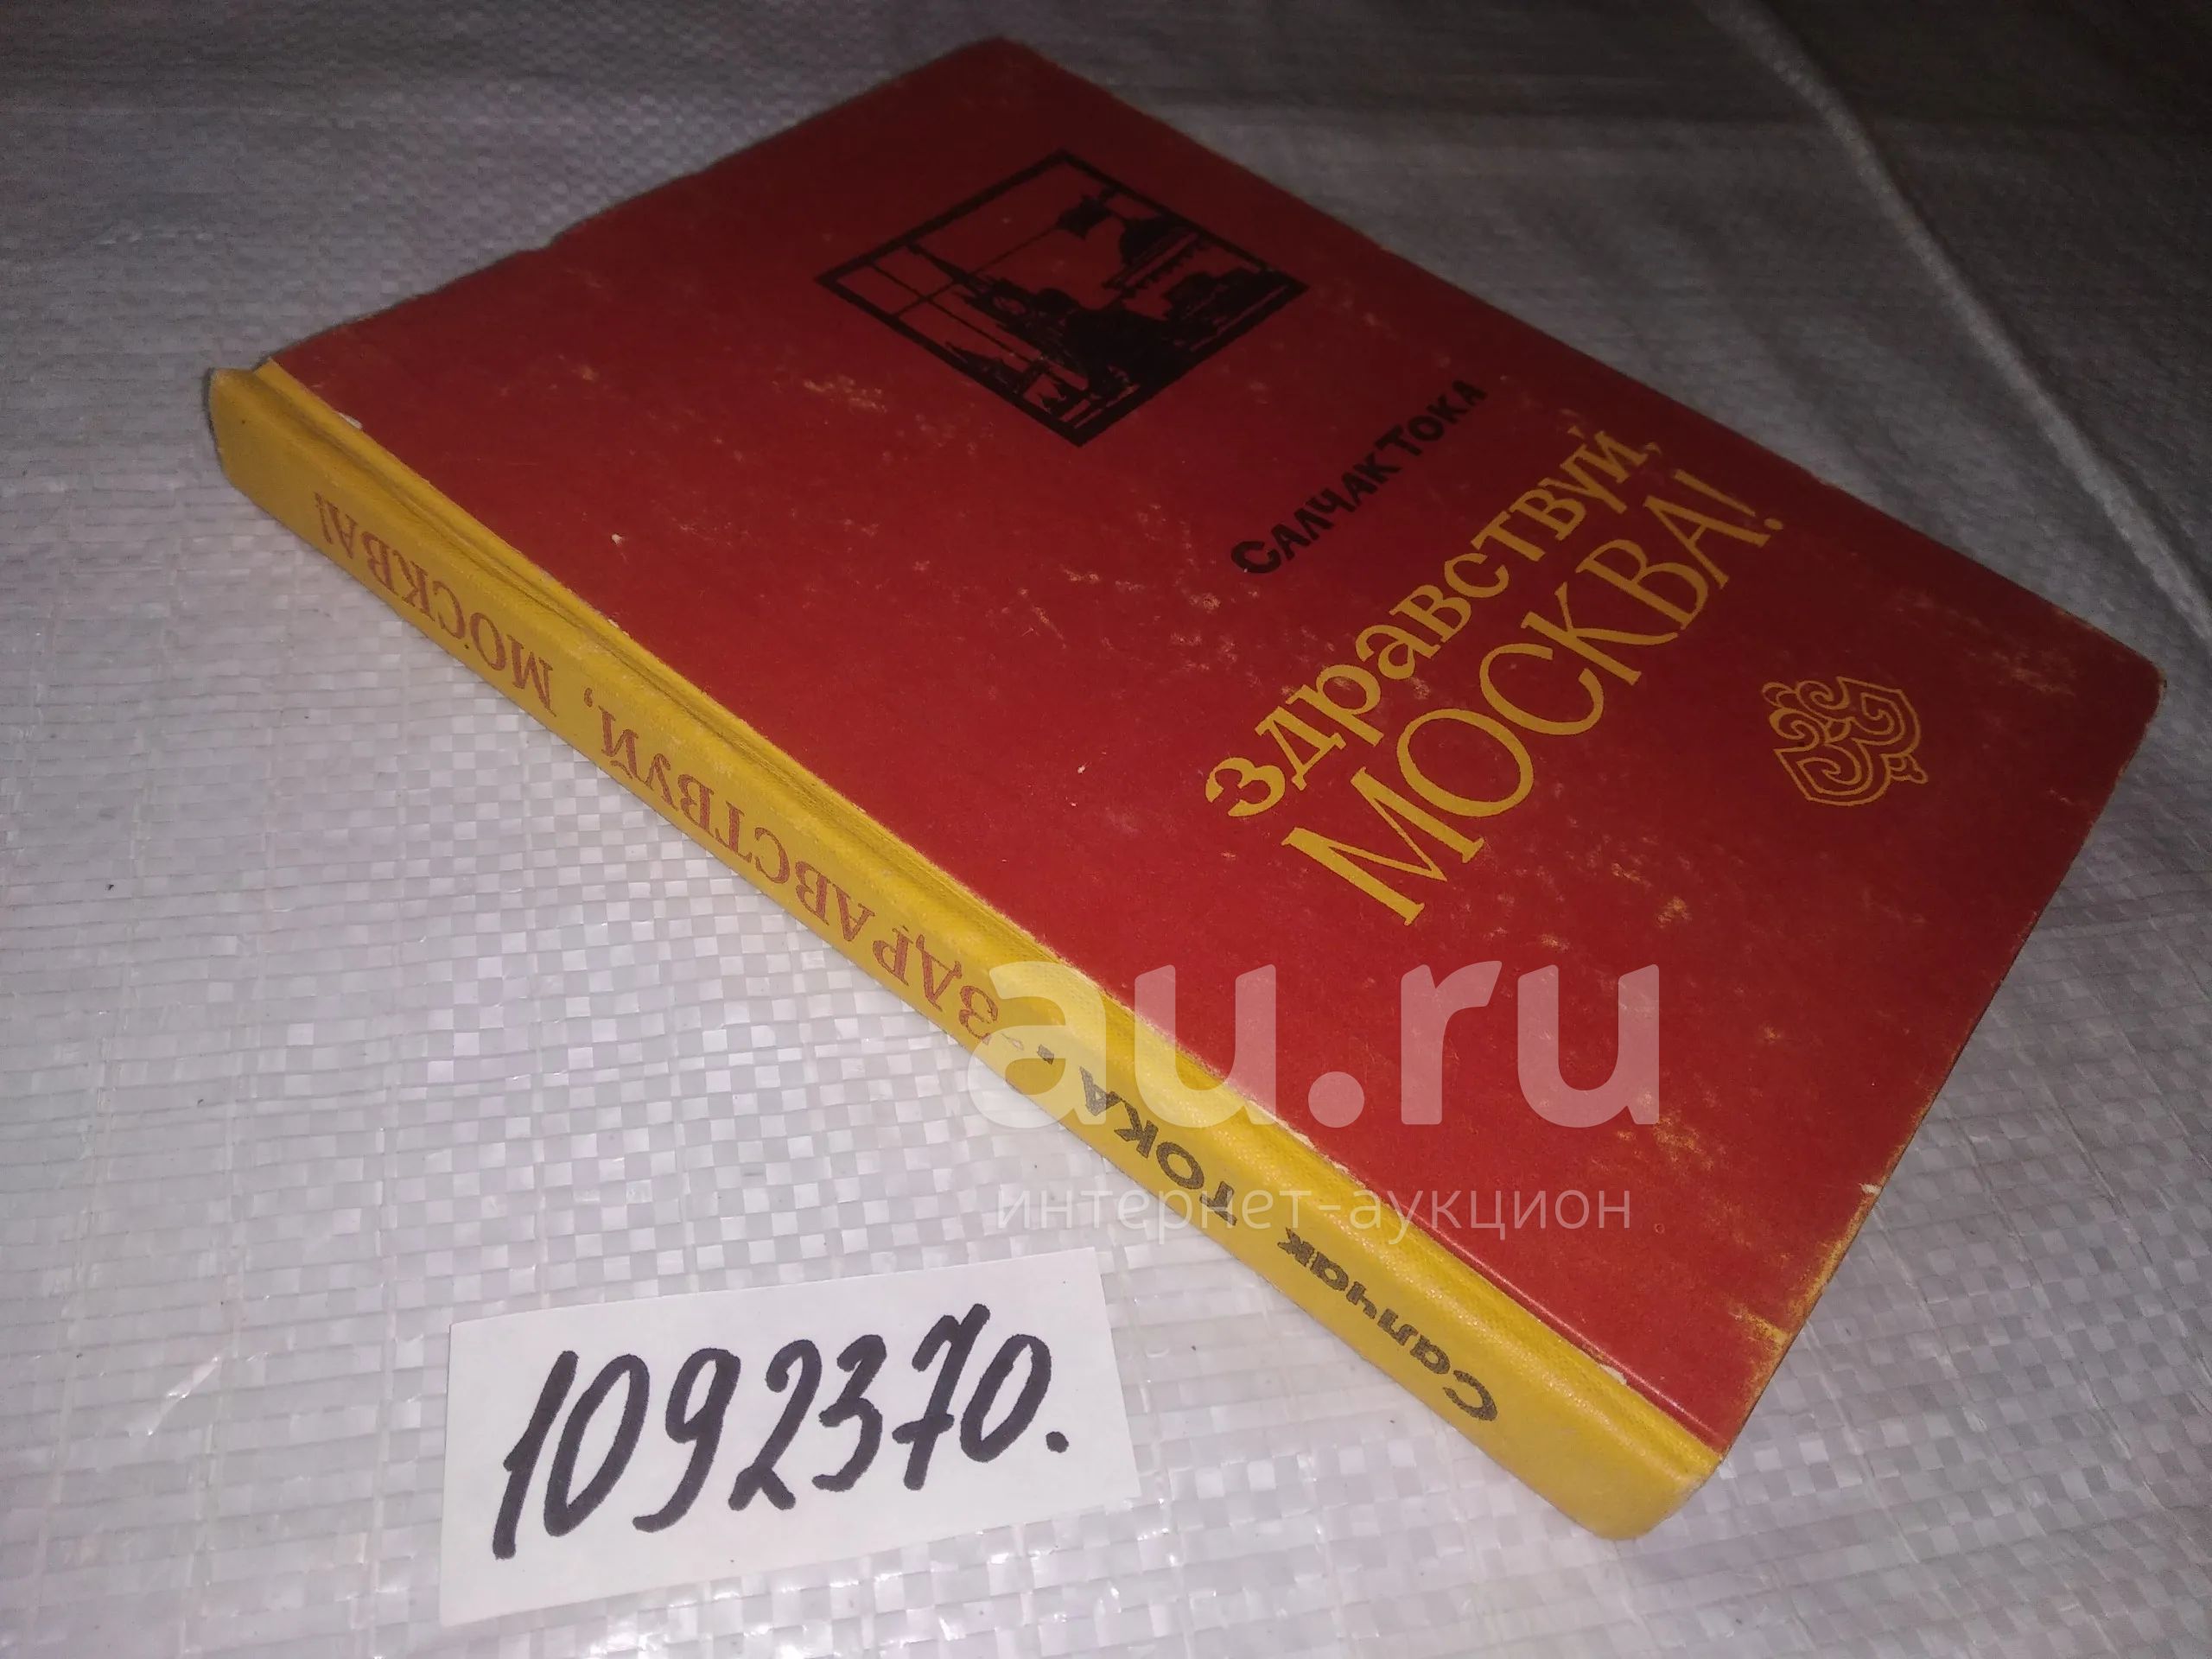 Салчак Тока
Здравствуй,
МОСКВА!
Салчак ТОКА · ЗДРАВСТВУЙ, МОСКВА!
au.ru
интернет-аукцион
1092370.